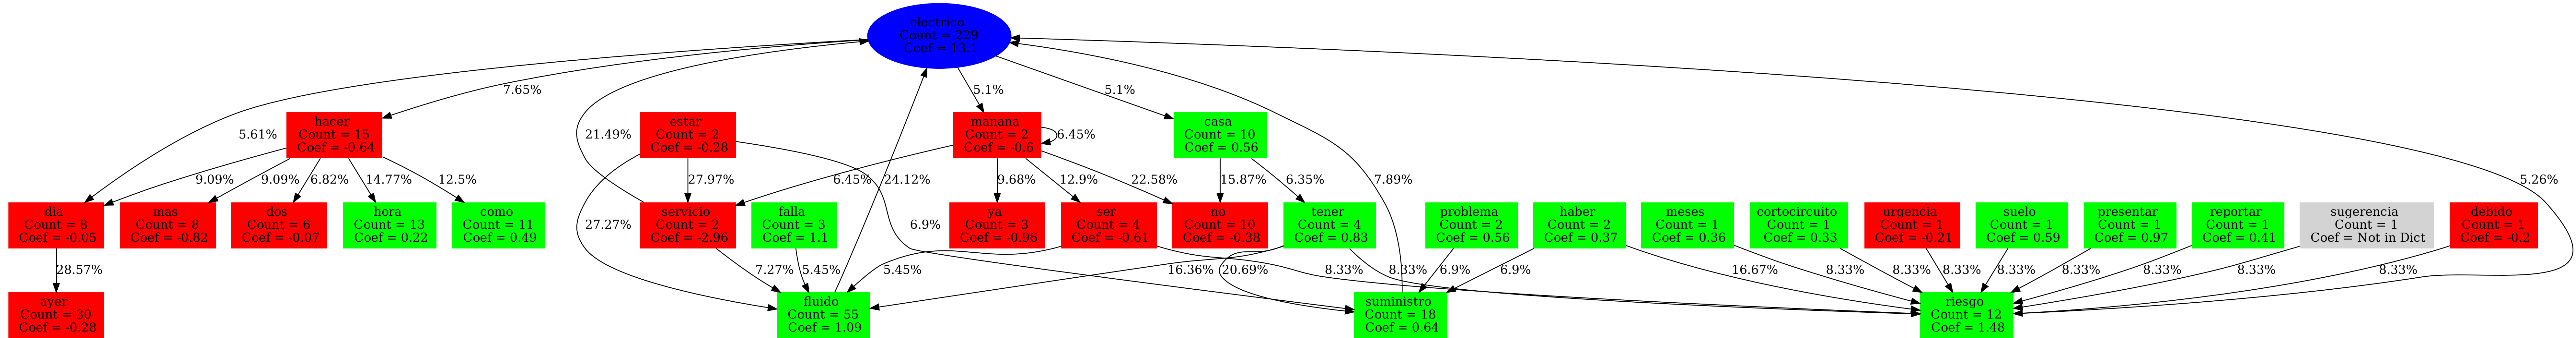 electrico
Count = 229
Coef = 13.1
7.65%
5.1%
5.1%
hacer
Count = 15
Coef = -0.64
estar
Count = 2
Coef = -0.28
manana
Count = 2
Coef = -0.6
casa
Count = 10
Coef = 0.56
5.61%
21.49%
6.45%
9.09%
9.09%
6.82%
14.77%
12.5%
27.97%
24.12%
6.45%
9.68%
12.9%
22.58%
15.87%
6.35%
7.89%
5.26%
dia
Count = 8
Coef = -0.05
mas
Count = 8
Coef = -0.82
dos
Count = 6
Coef = -0.07
hora
Count = 13
Coef = 0.22
como
Count = 11
Coef = 0.49
servicio
Count = 2
Coef = -2.96
falla
Count = 3
Coef = 1.1
ya
Count = 3
Coef = -0.96
ser
Count = 4
Coef = -0.61
no
Count = 10
Coef = -0.38
tener
Count = 4
Coef = 0.83
problema
Count = 2
Coef = 0.56
haber
Count = 2
Coef = 0.37
meses
Count = 1
Coef = 0.36
cortocircuito
Count = 1
Coef = 0.33
urgencia
Count = 1
Coef = -0.21
suelo
Count = 1
Coef = 0.59
presentar
Count = 1
Coef = 0.97
reportar
Count = 1
Coef = 0.41
sugerencia
Count = 1
Coef = Not in Dict
debido
Count = 1
Coef = -0.2
27.27%
6.9%
28.57%
7.27%
5.45%
5.45%
16.36%
20.69%
8.33%
8.33%
6.9%
6.9%
16.67%
8.33%
8.33%
8.33%
8.33%
8.33%
8.33%
8.33%
8.33%
ayer
Count = 30
Coef = -0.28
fluido
Count = 55
Coef = 1.09
suministro
Count = 18
Coef = 0.64
riesgo
Count = 12
Coef = 1.48